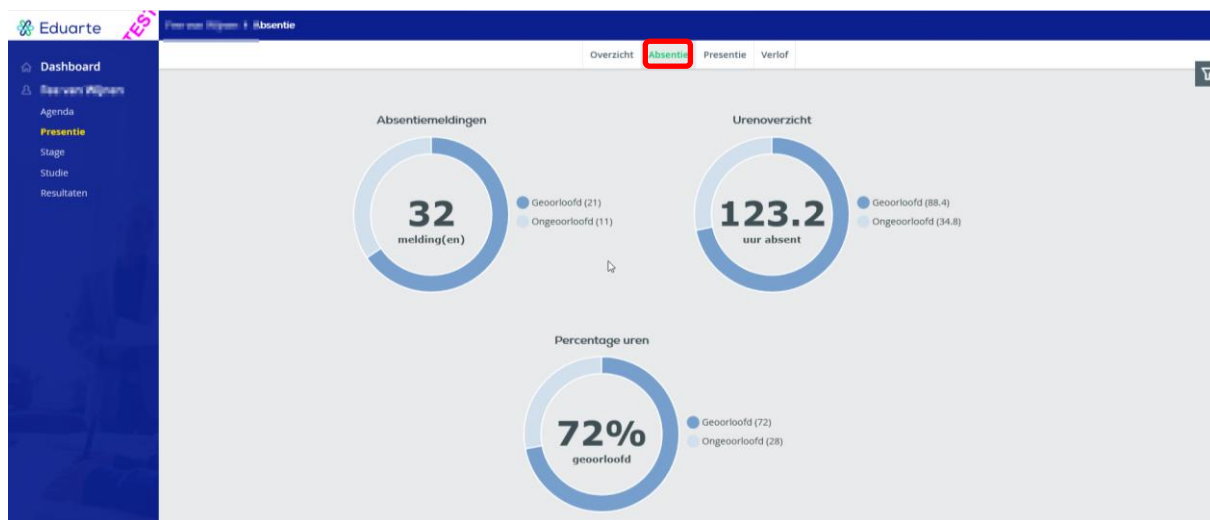 Eduarte
TEST
Absentie
Overzicht Absentie Presentie Verlof
Dashboard
Agenda
Presentie
Stage
Studie
Resultaten
Absentiemeldingen
32
melding(en)
Geoorloofd (21)
Ongeoorloofd (11)
Urenoverzicht
123.2
uur absent
Geoorloofd (88.4)
Ongeoorloofd (34.8)
Percentage uren
72%
geoorloofd
Geoorloofd (72)
Ongeoorloofd (28)